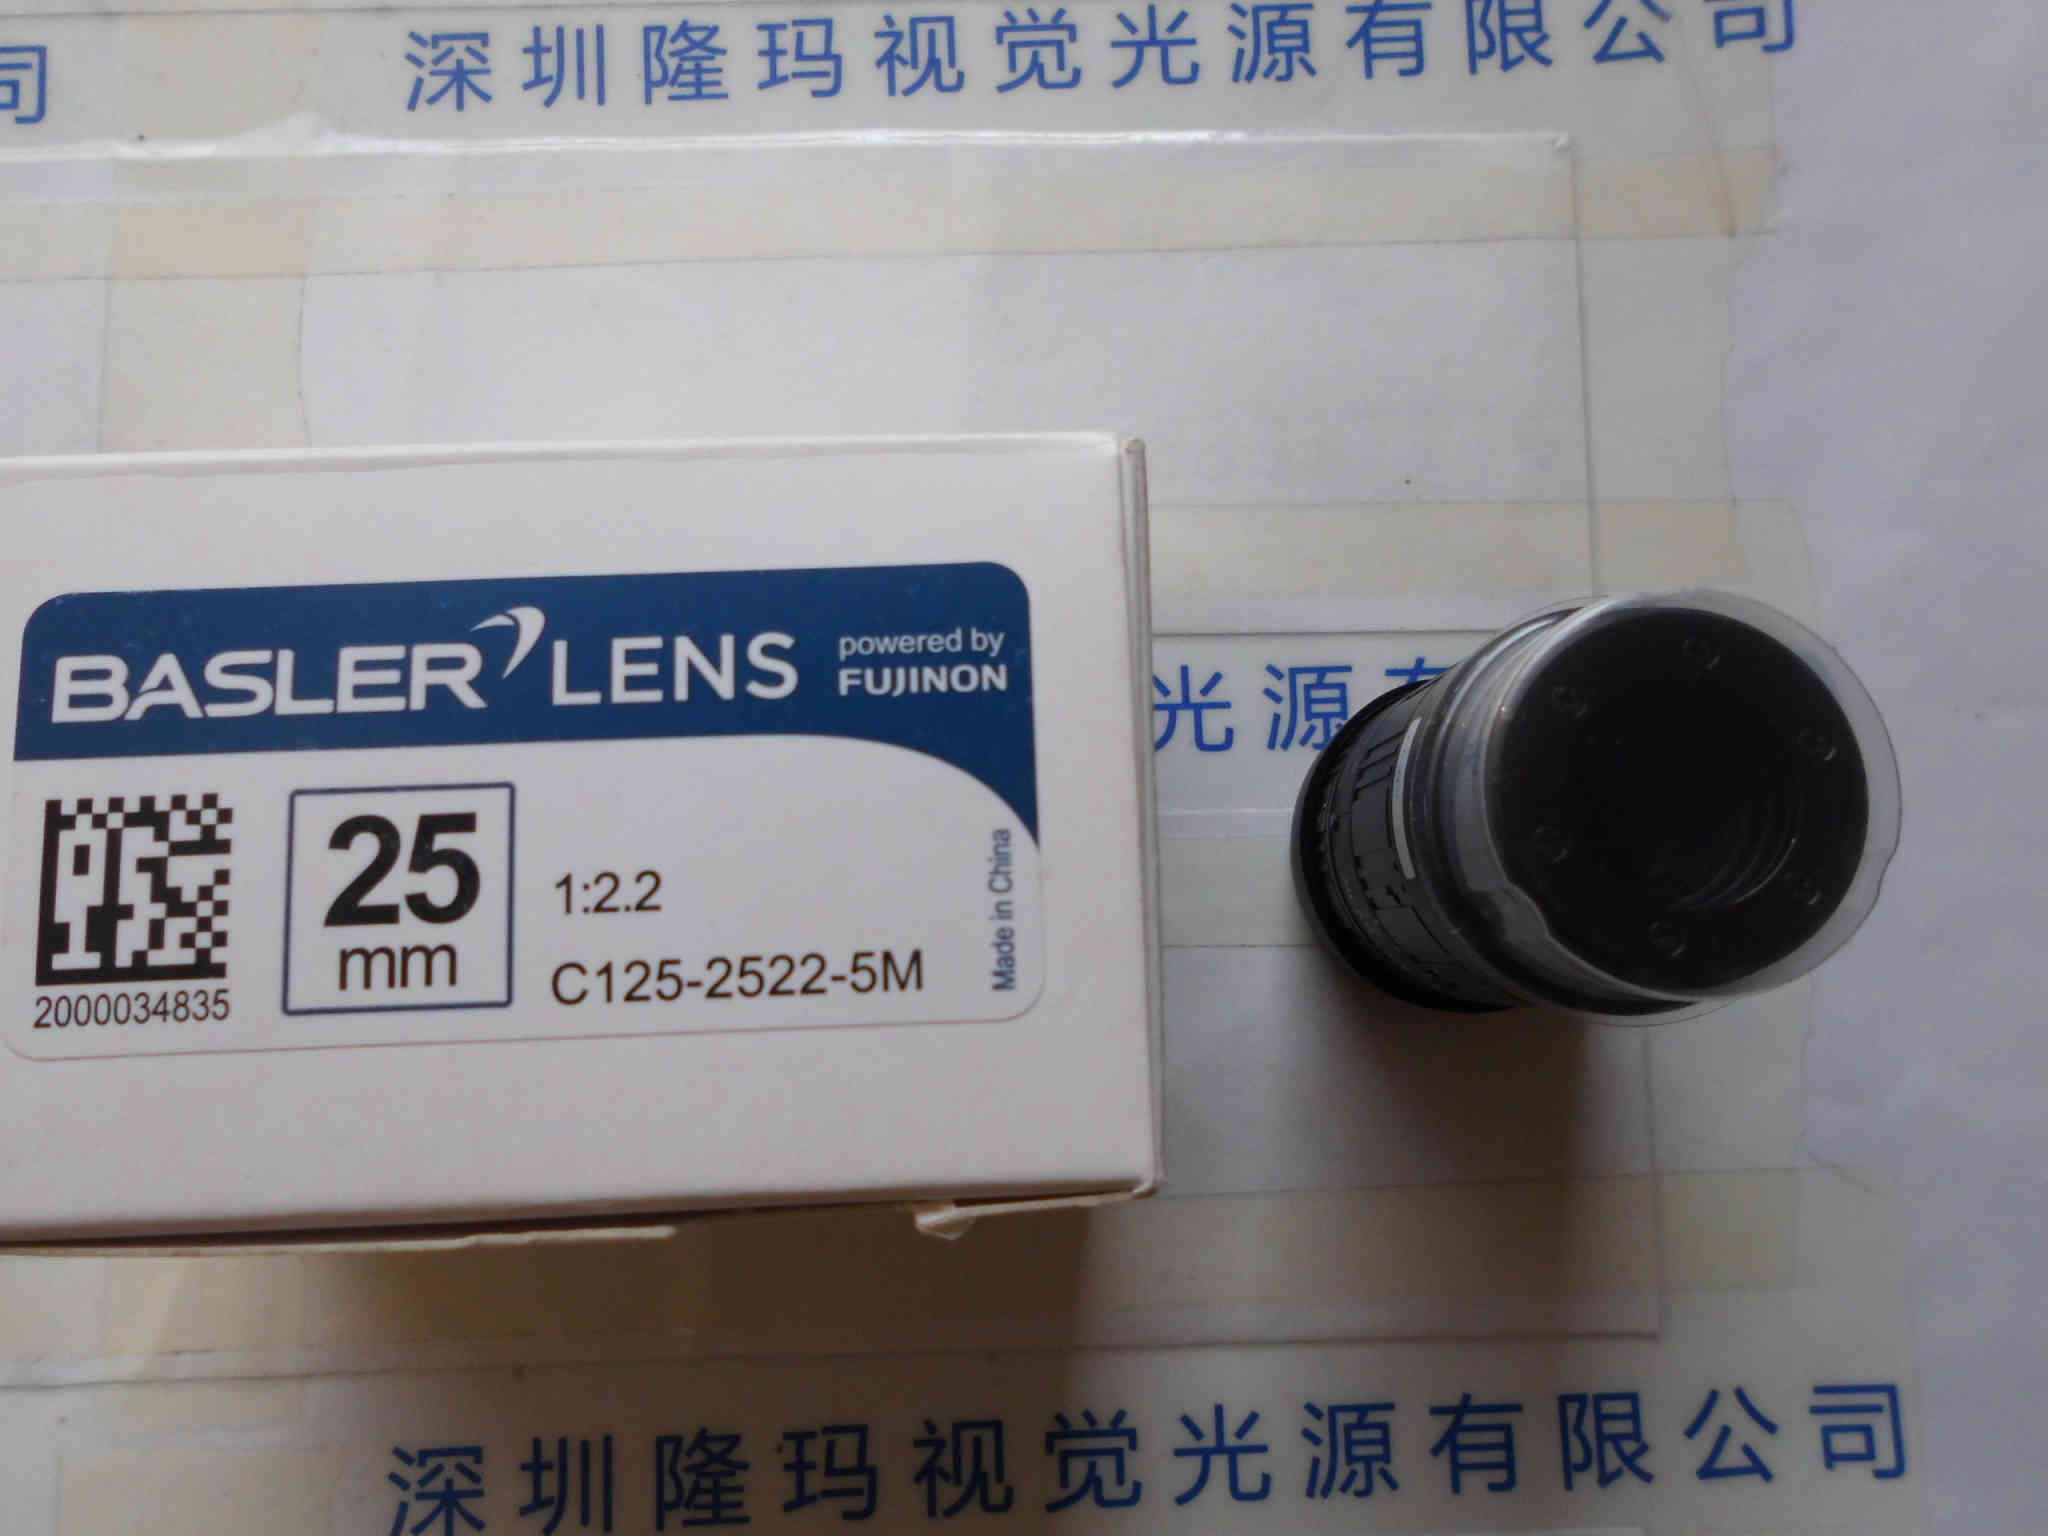 司 深圳隆玛视觉光源有限公司
BASLER LENS powered by
FUJINON
25
mm
1:2.2
C125-2522-5M
Made in China
2000034835
光源有
深圳隆玛视觉光源有限公司